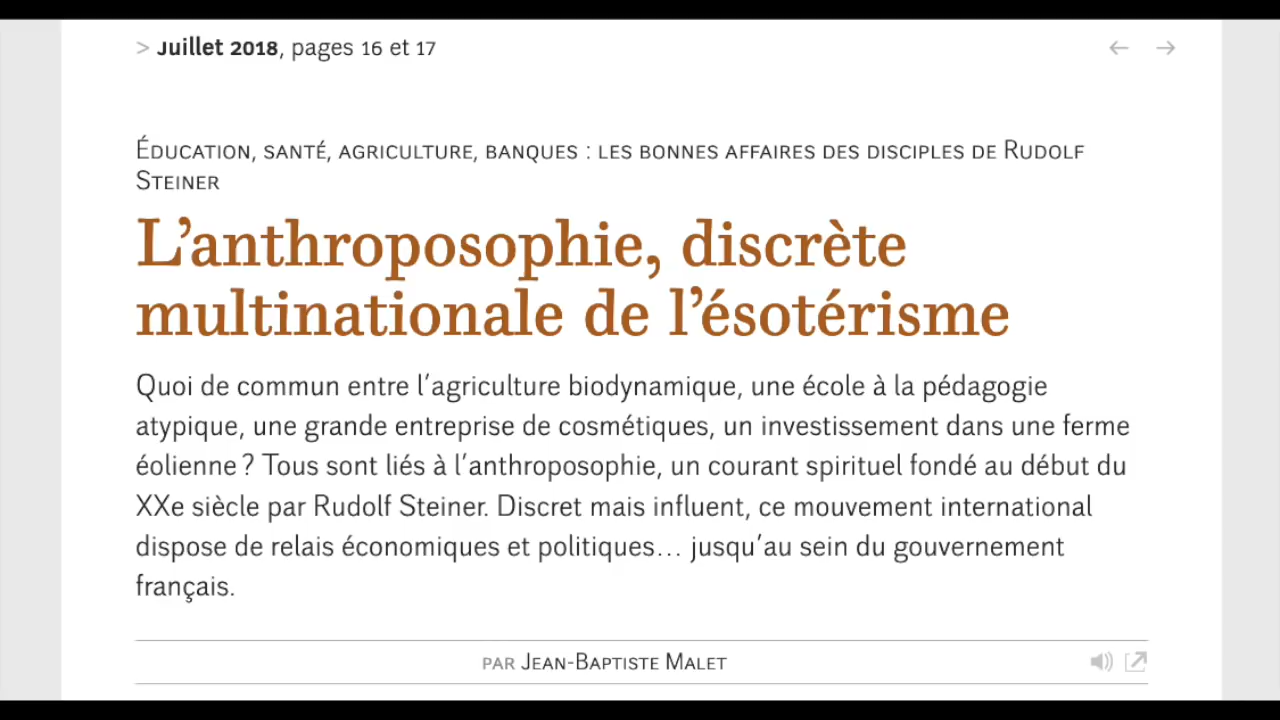 > Juillet 2018, pages 16 et 17
← →
Éducation, santé, agriculture, banques : les bonnes affaires des disciples de Rudolf
Steiner
L’anthroposophie, discrète
multinationale de l’ésotérisme
Quoi de commun entre l’agriculture biodynamique, une école à la pédagogie
atypique, une grande entreprise de cosmétiques, un investissement dans une ferme
éolienne ? Tous sont liés à l’anthroposophie, un courant spirituel fondé au début du
XXe siècle par Rudolf Steiner. Discret mais influent, ce mouvement international
dispose de relais économiques et politiques… jusqu’au sein du gouvernement
français.
par Jean-Baptiste Malet